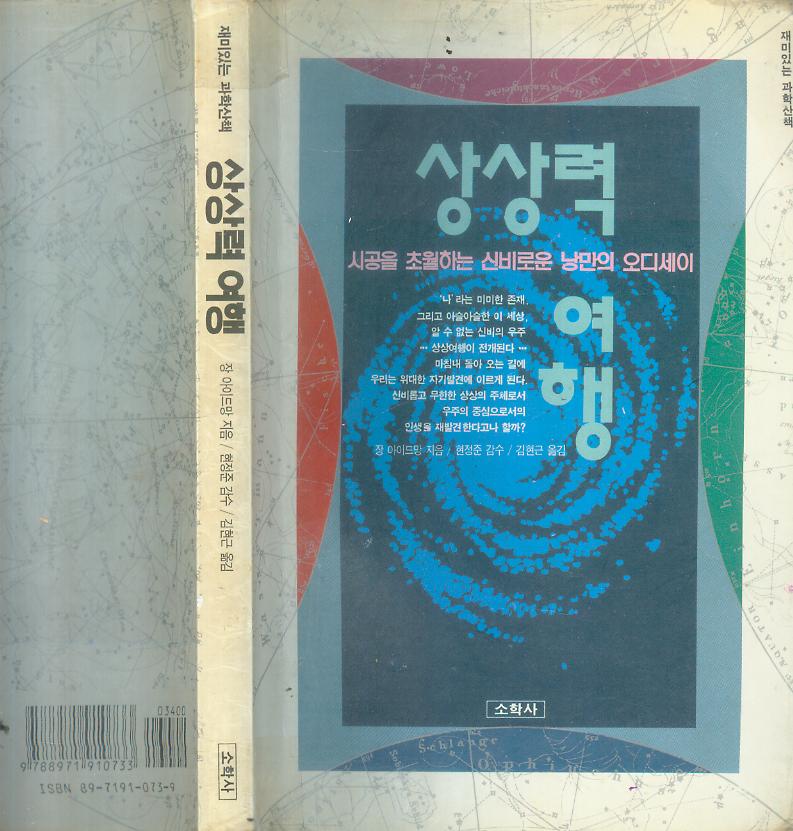 재미있는 과학산책
상상력 여행
장 아이드망 지음 / 현정준 감수 / 김현근 옮김
소학사
03400
9 788971 910733
ISBN 89-7191-073-9
상상력
시공을 초월하는 신비로운 낭만의 오디세이
여행
'나'라는 미미한 존재,
그리고 아슬아슬한 이 세상,
알 수 없는 신비의 우주
··· 상상여행이 전개된다 ···
마침내 돌아 오는 길에
우리는 위대한 자기발견에 이르게 된다.
신비롭고 무한한 상상의 주체로서
우주의 중심으로서의
인생을 재발견한다고나 할까?
장 아이드망 지음 / 현정준 감수 / 김현근 옮김
소학사
Schlange
Ophiuch
Einhorn
AEQUATOR
재미있는 과학산책